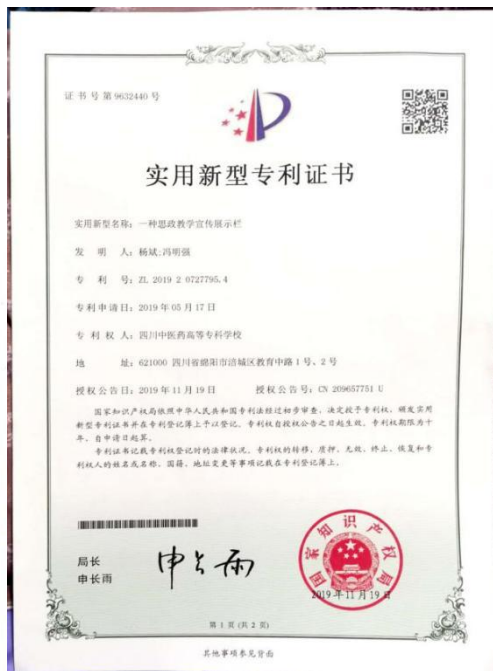 证书号第9632440号
实用新型专利证书
实用新型名称：一种思政教学宣传展示栏
发 明 人：杨斌;冯明强
专 利 号：ZL 2019 2 0727795.4
专利申请日：2019年05月17日
专 利 权 人：四川中医药高等专科学校
地 址：621000 四川省绵阳市涪城区教育中路1号、2号
授权公告日：2019年11月19日 授权公告号：CN 209657751 U
国家知识产权局依照中华人民共和国专利法经过初步审查，决定授予专利权，颁发实用
新型专利证书并在专利登记簿上予以登记。专利权自授权公告之日起生效。专利权期限为十
年，自申请日起算。
专利证书记载专利权登记时的法律状况。专利权的转移、质押、无效、终止、恢复和专
利权人的姓名或名称、国籍、地址变更等事项记载在专利登记簿上。
局长
申长雨
申长雨
国家知识产权局
2019年11月19日
第 1 页 (共 2 页)
其他事项参见背面